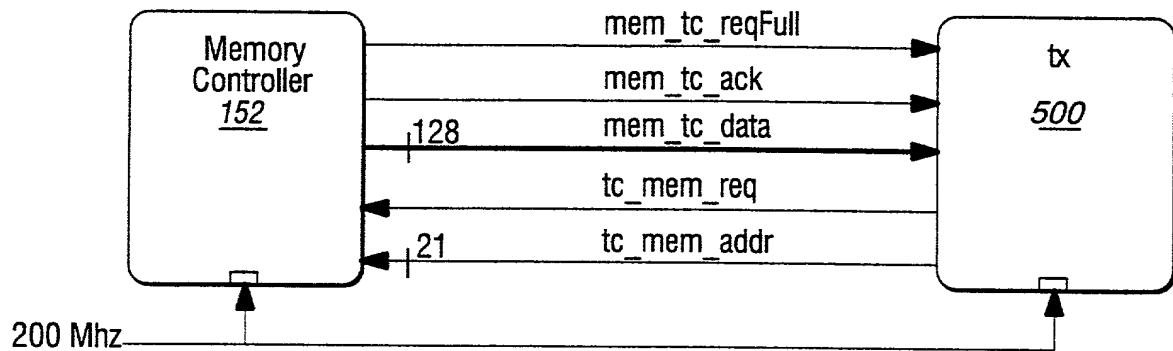 Memory
Controller
152
mem_tc_reqFull
mem_tc_ack
128
mem_tc_data
tc_mem_req
21
tc_mem_addr
tx
500
200 Mhz